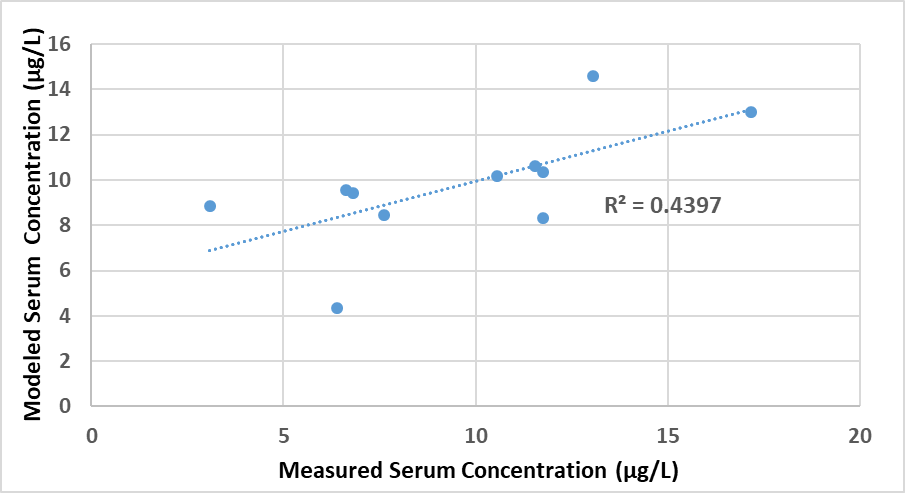 Modeled Serum Concentration (µg/L)
16
14
12
10
8
6
4
2
0
R² = 0.4397
0 5 10 15 20
Measured Serum Concentration (µg/L)